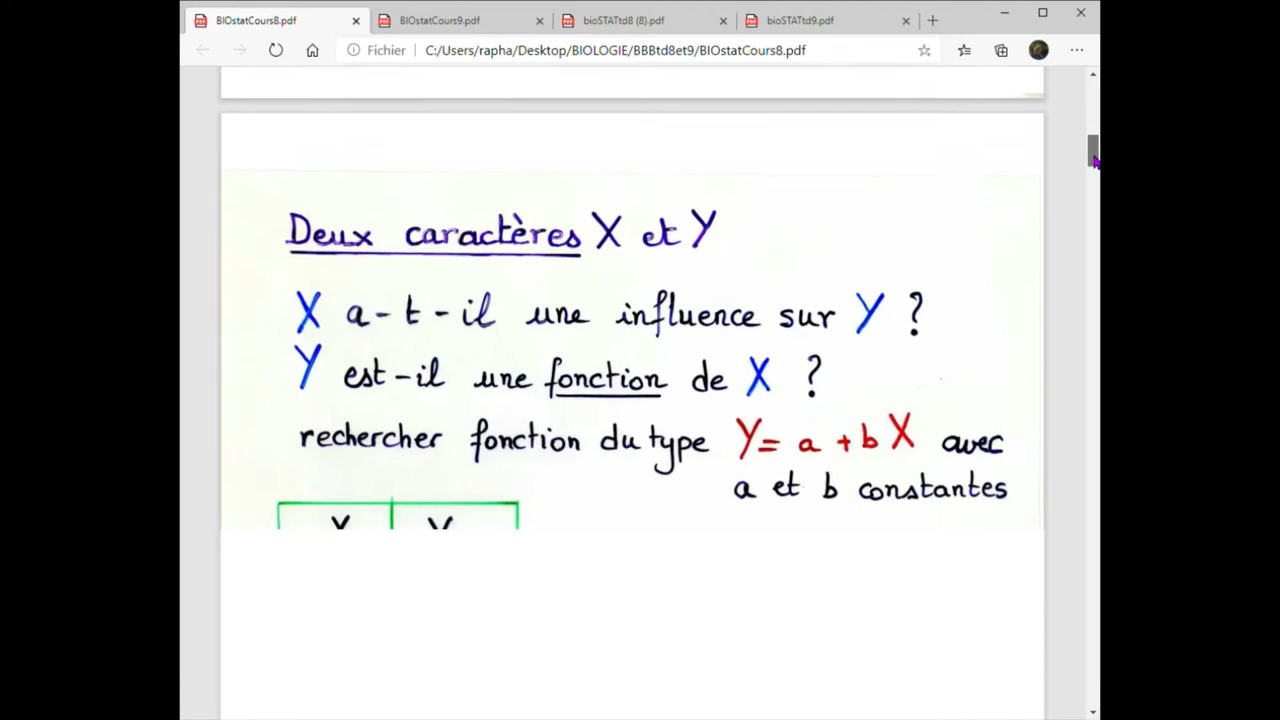 BIOstatCours8.pdf
BIOstatCours9.pdf
bioSTATtd8 (8).pdf
bioSTATtd9.pdf
Fichier C:/Users/rapha/Desktop/BIOLOGIE/BBBtd8et9/BIOstatCours8.pdf
Deux caractères X et Y
X a-t-il une influence sur Y ?
Y est-il une fonction de X ?
rechercher fonction du type Y= a + b X avec
a et b constantes
X Y